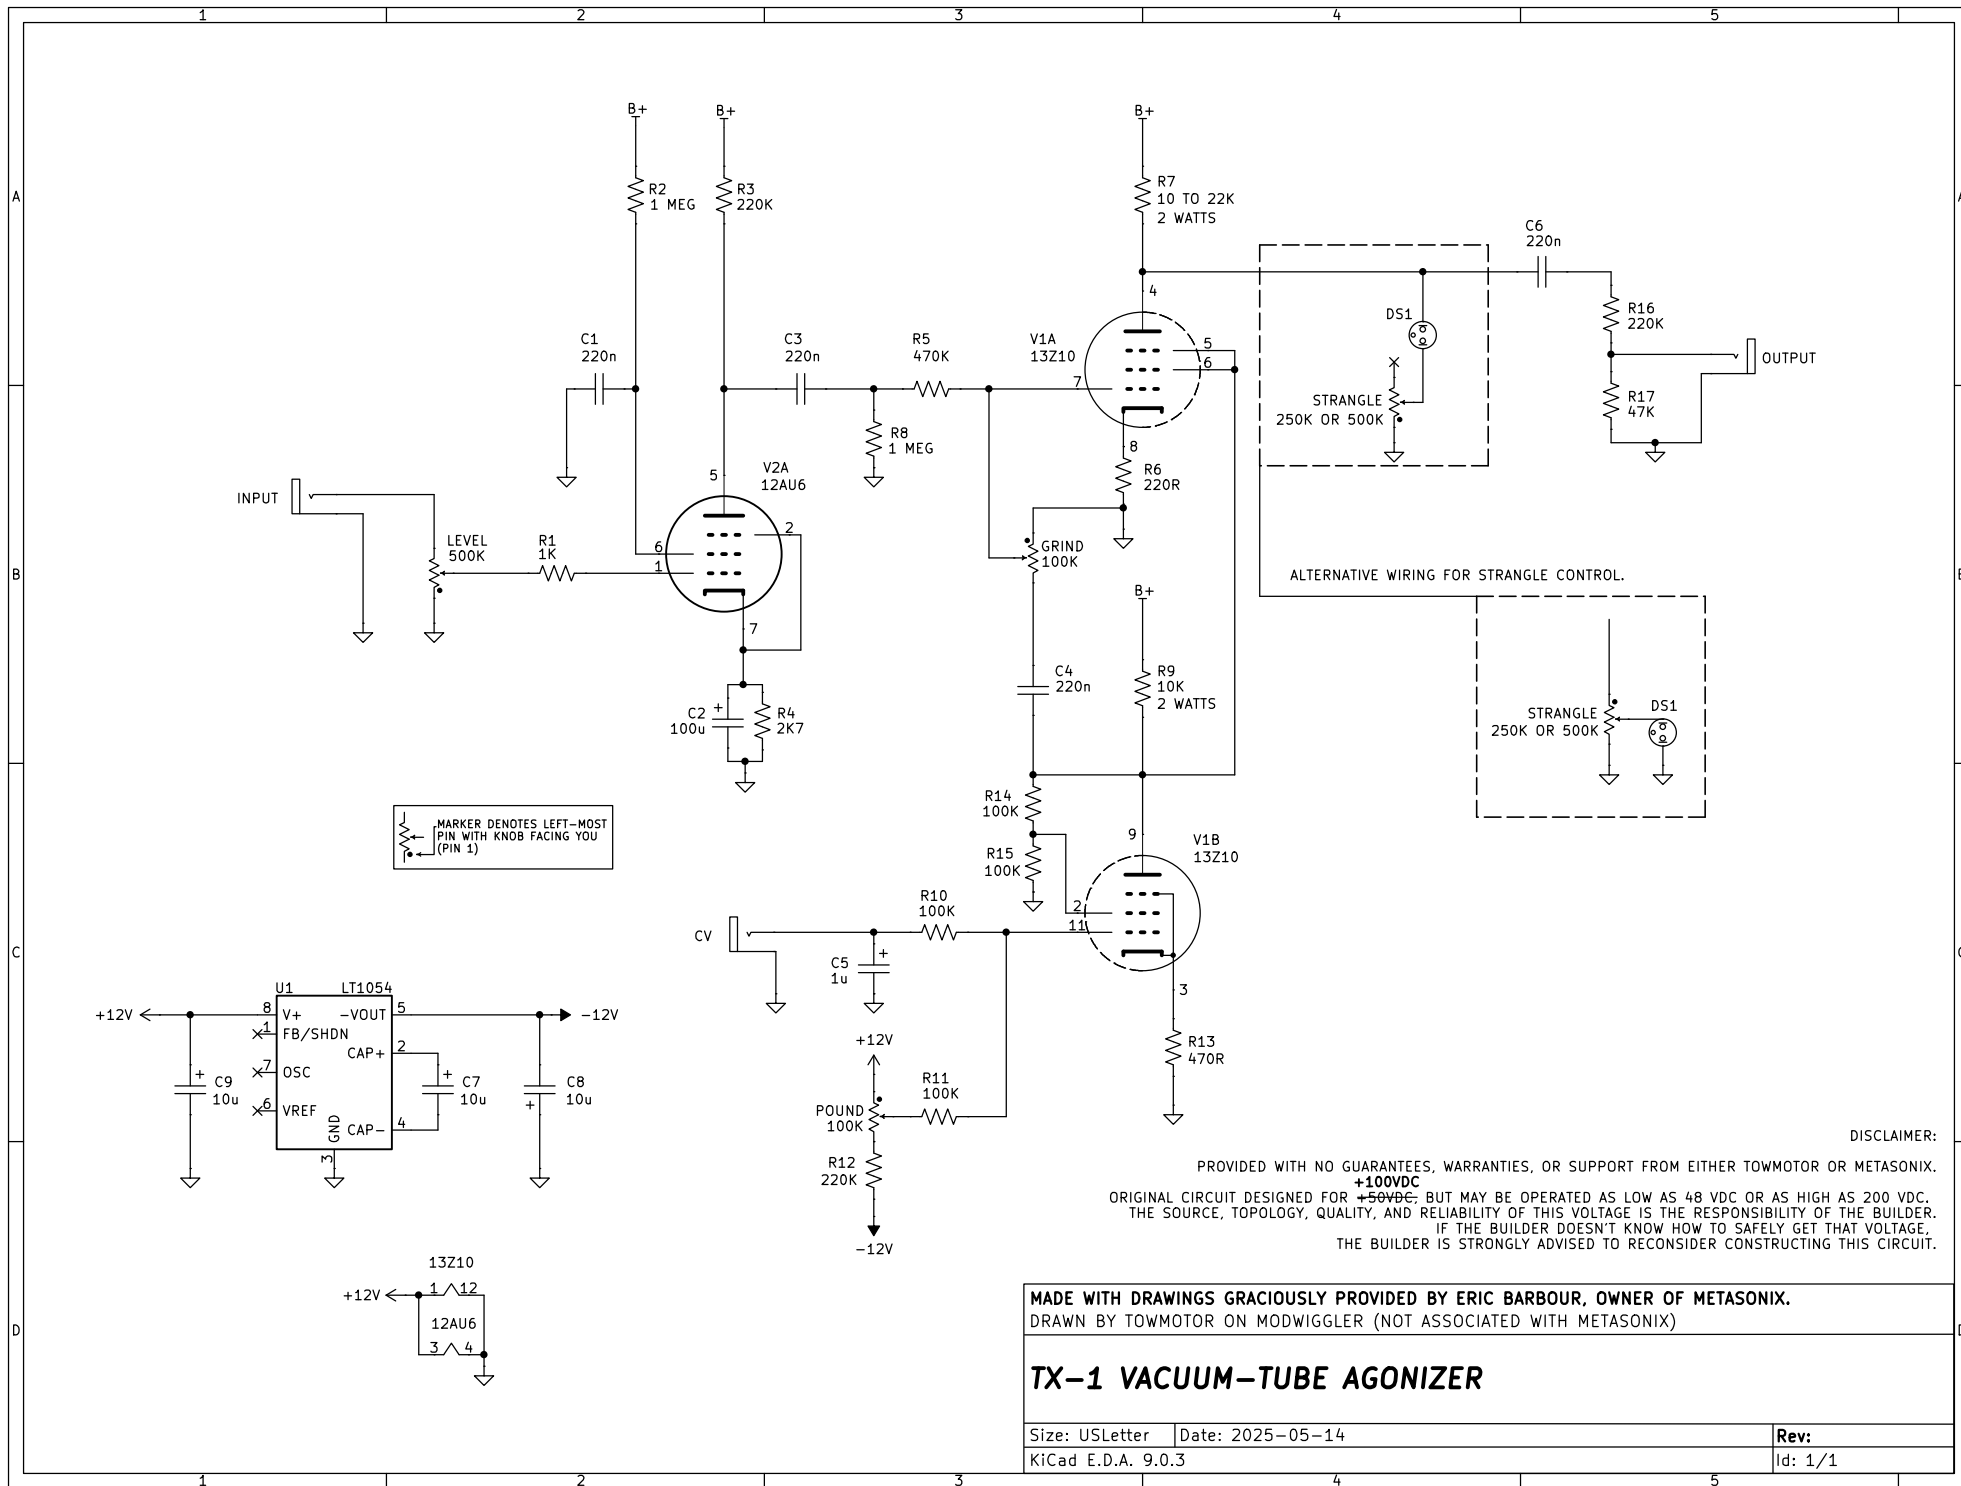 1 2 3 4 5
A
B
C
D
B+
B+
B+
R2
1 MEG
R3
220K
R7
10 TO 22K
2 WATTS
C6
220n
C1
220n
C3
220n
R5
470K
V1A
13Z10
4
5
6
7
8
DS1
STRANGLE
250K OR 500K
R16
220K
OUTPUT
R17
47K
R8
1 MEG
R6
220R
V2A
12AU6
5
2
6
1
7
INPUT
LEVEL
500K
R1
1K
GRIND
100K
ALTERNATIVE WIRING FOR STRANGLE CONTROL.
B+
C4
220n
R9
10K
2 WATTS
C2
100u
+
R4
2K7
STRANGLE
250K OR 500K
DS1
MARKER DENOTES LEFT-MOST
PIN WITH KNOB FACING YOU
(PIN 1)
R14
100K
R15
100K
9
V1B
13Z10
2
11
3
R10
100K
CV
C5
1u
+
R13
470R
U1 LT1054
+12V
8 V+
1 FB/SHDN
7 OSC
6 VREF
GND
3
-VOUT 5
CAP+ 2
CAP- 4
-12V
C9
10u
+
C7
10u
+
C8
10u
+
+12V
POUND
100K
R11
100K
R12
220K
-12V
13Z10
+12V
1 12
12AU6
3 4
DISCLAIMER:
PROVIDED WITH NO GUARANTEES, WARRANTIES, OR SUPPORT FROM EITHER TOWMOTOR OR METASONIX.
+100VDC
ORIGINAL CIRCUIT DESIGNED FOR +50VDC, BUT MAY BE OPERATED AS LOW AS 48 VDC OR AS HIGH AS 200 VDC.
THE SOURCE, TOPOLOGY, QUALITY, AND RELIABILITY OF THIS VOLTAGE IS THE RESPONSIBILITY OF THE BUILDER.
IF THE BUILDER DOESN'T KNOW HOW TO SAFELY GET THAT VOLTAGE,
THE BUILDER IS STRONGLY ADVISED TO RECONSIDER CONSTRUCTING THIS CIRCUIT.
MADE WITH DRAWINGS GRACIOUSLY PROVIDED BY ERIC BARBOUR, OWNER OF METASONIX.
DRAWN BY TOWMOTOR ON MODWIGGLER (NOT ASSOCIATED WITH METASONIX)
TX-1 VACUUM-TUBE AGONIZER
Size: USLetter Date: 2025-05-14 Rev:
KiCad E.D.A. 9.0.3 Id: 1/1
1 2 3 4 5